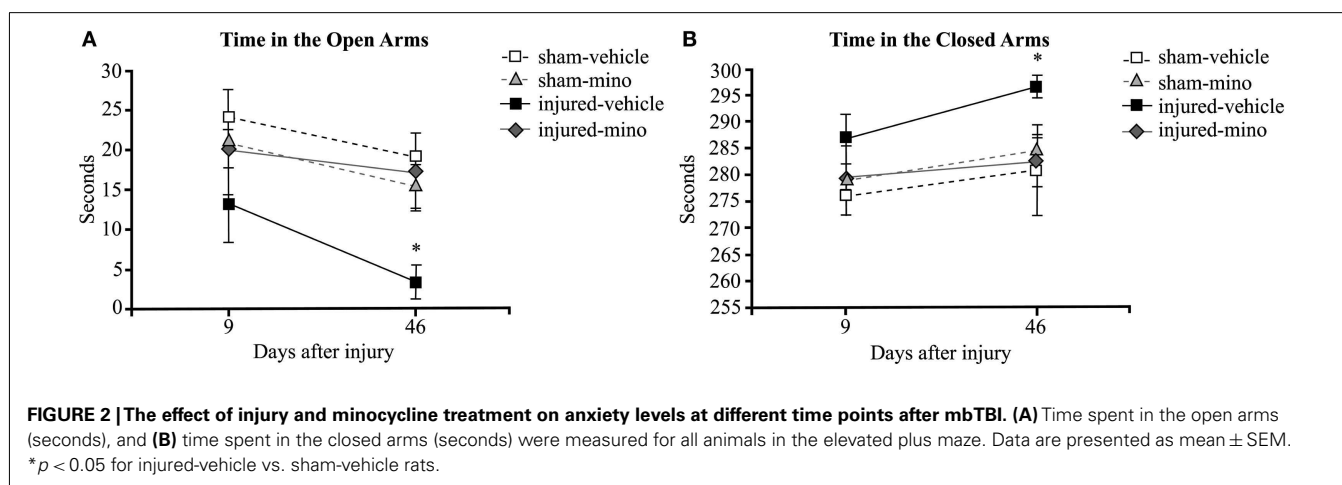 A
Time in the Open Arms
sham-vehicle
sham-mino
injured-vehicle
injured-mino
30
25
20
15
10
5
0
Seconds
*
9
46
Days after injury
B
Time in the Closed Arms
sham-vehicle
sham-mino
injured-vehicle
injured-mino
300
295
290
285
280
275
270
265
260
255
Seconds
*
9
46
Days after injury
FIGURE 2 | The effect of injury and minocycline treatment on anxiety levels at different time points after mbTBI. (A) Time spent in the open arms
(seconds), and (B) time spent in the closed arms (seconds) were measured for all animals in the elevated plus maze. Data are presented as mean ± SEM.
*p < 0.05 for injured-vehicle vs. sham-vehicle rats.